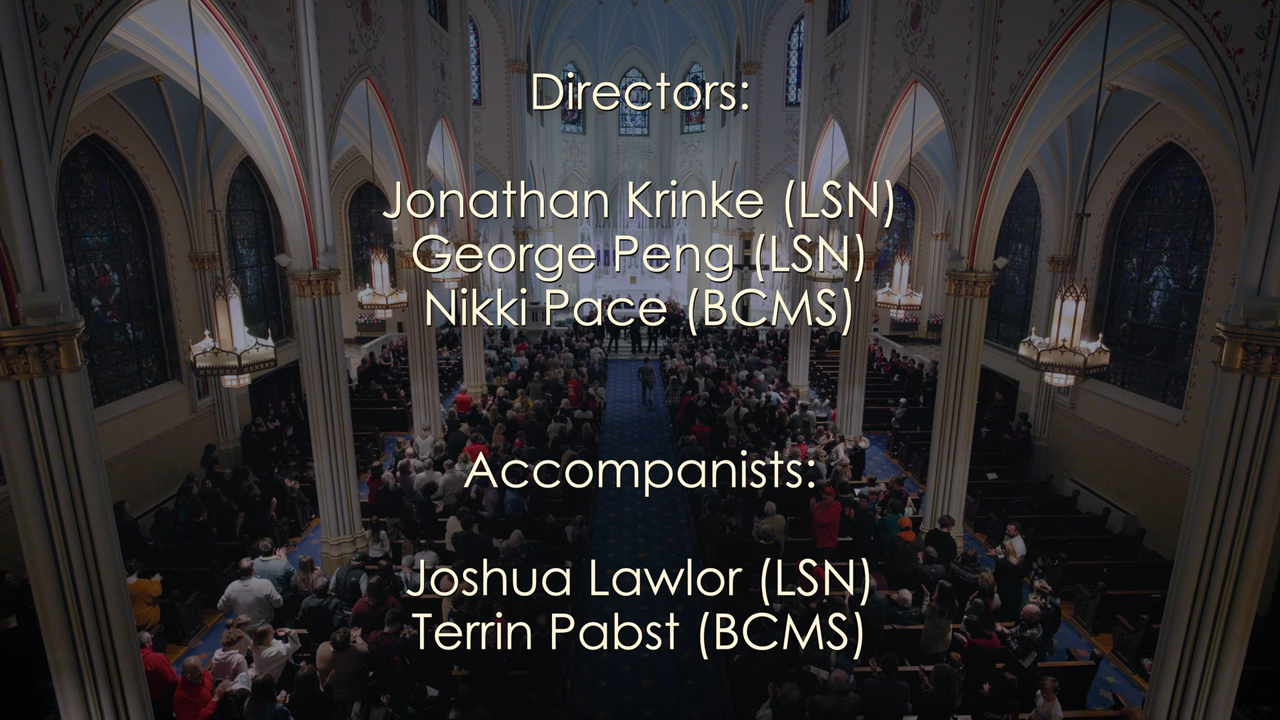 Directors:
Jonathan Krinke (LSN)
George Peng (LSN)
Nikki Pace (BCMS)
Accompanists:
Joshua Lawlor (LSN)
Terrin Pabst (BCMS)